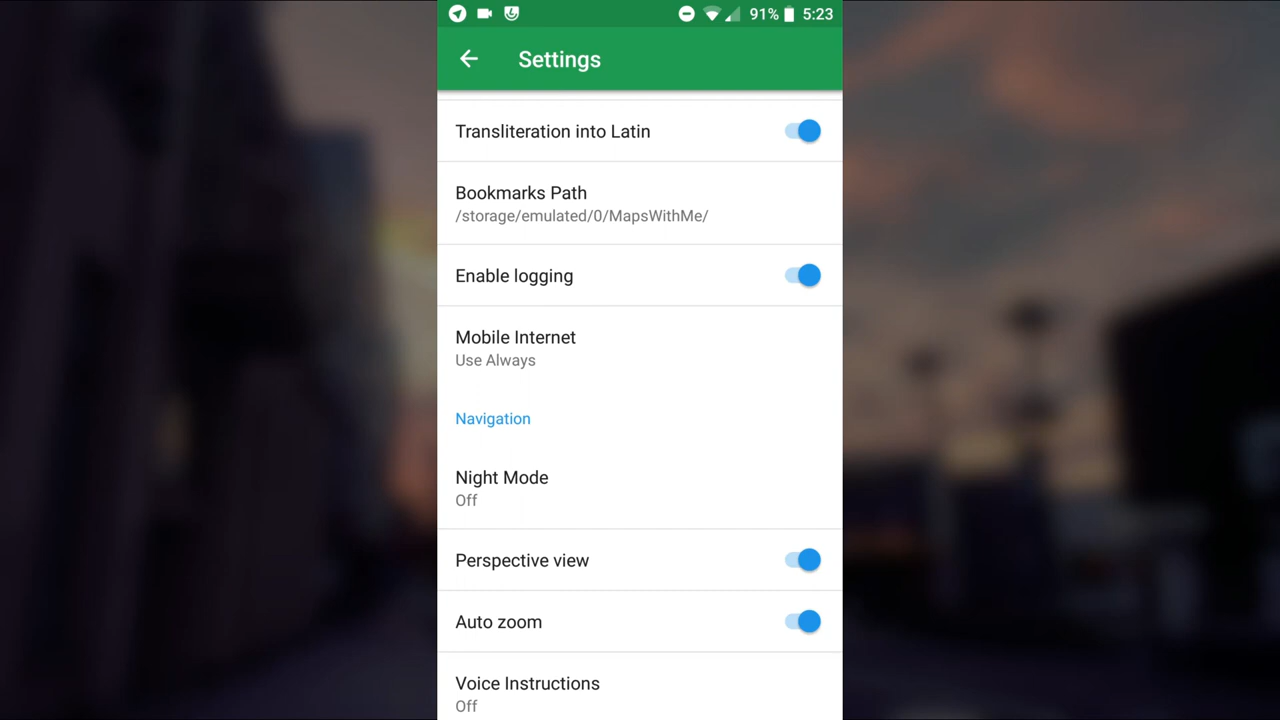 91% 5:23
Settings
Transliteration into Latin
Bookmarks Path
/storage/emulated/0/MapsWithMe/
Enable logging
Mobile Internet
Use Always
Navigation
Night Mode
Off
Perspective view
Auto zoom
Voice Instructions
Off